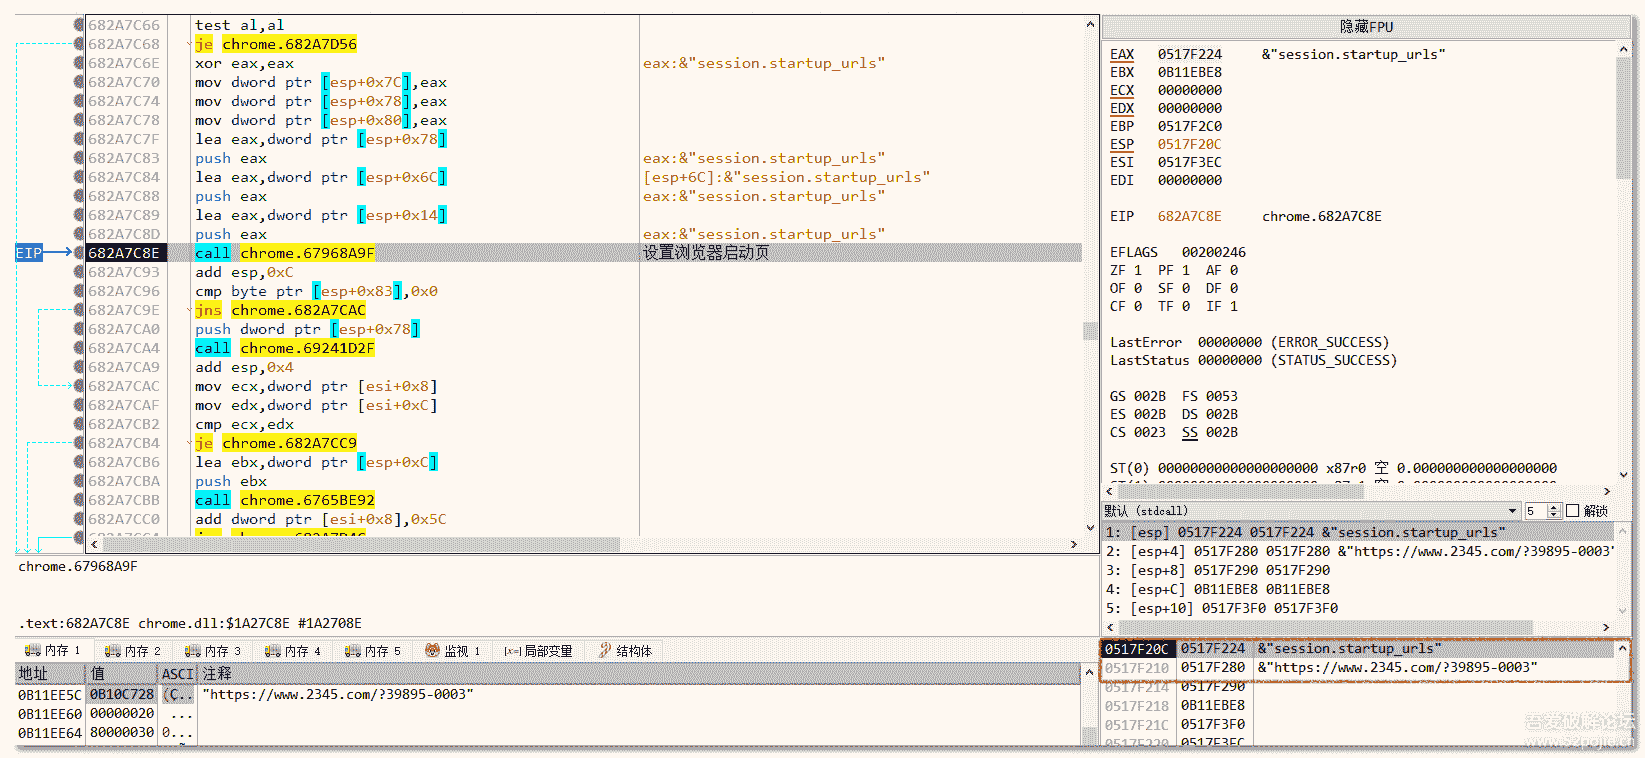 682A7C66 test al,al
682A7C68 je chrome.682A7D56
682A7C6E xor eax,eax eax:&"session.startup_urls"
682A7C70 mov dword ptr [esp+0x7C],eax
682A7C74 mov dword ptr [esp+0x78],eax
682A7C78 mov dword ptr [esp+0x80],eax
682A7C7F lea eax,dword ptr [esp+0x78]
682A7C83 push eax eax:&"session.startup_urls"
682A7C84 lea eax,dword ptr [esp+0x6C] [esp+6C]:&"session.startup_urls"
682A7C88 push eax eax:&"session.startup_urls"
682A7C89 lea eax,dword ptr [esp+0x14]
682A7C8D push eax eax:&"session.startup_urls"
EIP 682A7C8E call chrome.67968A9F 设置浏览器启动页
682A7C93 add esp,0xC
682A7C96 cmp byte ptr [esp+0x83],0x0
682A7C9E jns chrome.682A7CAC
682A7CA0 push dword ptr [esp+0x78]
682A7CA4 call chrome.69241D2F
682A7CA9 add esp,0x4
682A7CAC mov ecx,dword ptr [esi+0x8]
682A7CAF mov edx,dword ptr [esi+0xC]
682A7CB2 cmp ecx,edx
682A7CB4 je chrome.682A7CC9
682A7CB6 lea ebx,dword ptr [esp+0xC]
682A7CBA push ebx
682A7CBB call chrome.6765BE92
682A7CC0 add dword ptr [esi+0x8],0x5C
chrome.67968A9F
.text:682A7C8E chrome.dll:$1A27C8E #1A2708E
隐藏FPU
EAX 0517F224 &"session.startup_urls"
EBX 0B11EBE8
ECX 00000000
EDX 00000000
EBP 0517F2C0
ESP 0517F20C
ESI 0517F3EC
EDI 00000000
EIP 682A7C8E chrome.682A7C8E
EFLAGS 00200246
ZF 1 PF 1 AF 0
OF 0 SF 0 DF 0
CF 0 TF 0 IF 1
LastError 00000000 (ERROR_SUCCESS)
LastStatus 00000000 (STATUS_SUCCESS)
GS 002B FS 0053
ES 002B DS 002B
CS 0023 SS 002B
ST(0) 00000000000000000000 x87r0 空 0.000000000000000000
默认 (stdcall) 5 解锁
1: [esp] 0517F224 0517F224 &"session.startup_urls"
2: [esp+4] 0517F280 0517F280 &"https://www.2345.com/?39895-0003"
3: [esp+8] 0517F290 0517F290
4: [esp+C] 0B11EBE8 0B11EBE8
5: [esp+10] 0517F3F0 0517F3F0
内存 1 内存 2 内存 3 内存 4 内存 5 监视 1 [x=] 局部变量 结构体
地址 值 ASCI 注释
0B11EE5C 0B10C728 (C.. "https://www.2345.com/?39895-0003"
0B11EE60 00000020 ...
0B11EE64 80000030 0...
0517F20C 0517F224 &"session.startup_urls"
0517F210 0517F280 &"https://www.2345.com/?39895-0003"
0517F214 0517F290
0517F218 0B11EBE8
0517F21C 0517F3F0
0517F220 0517F3EC
吾爱破解论坛
www.52pojie.cn